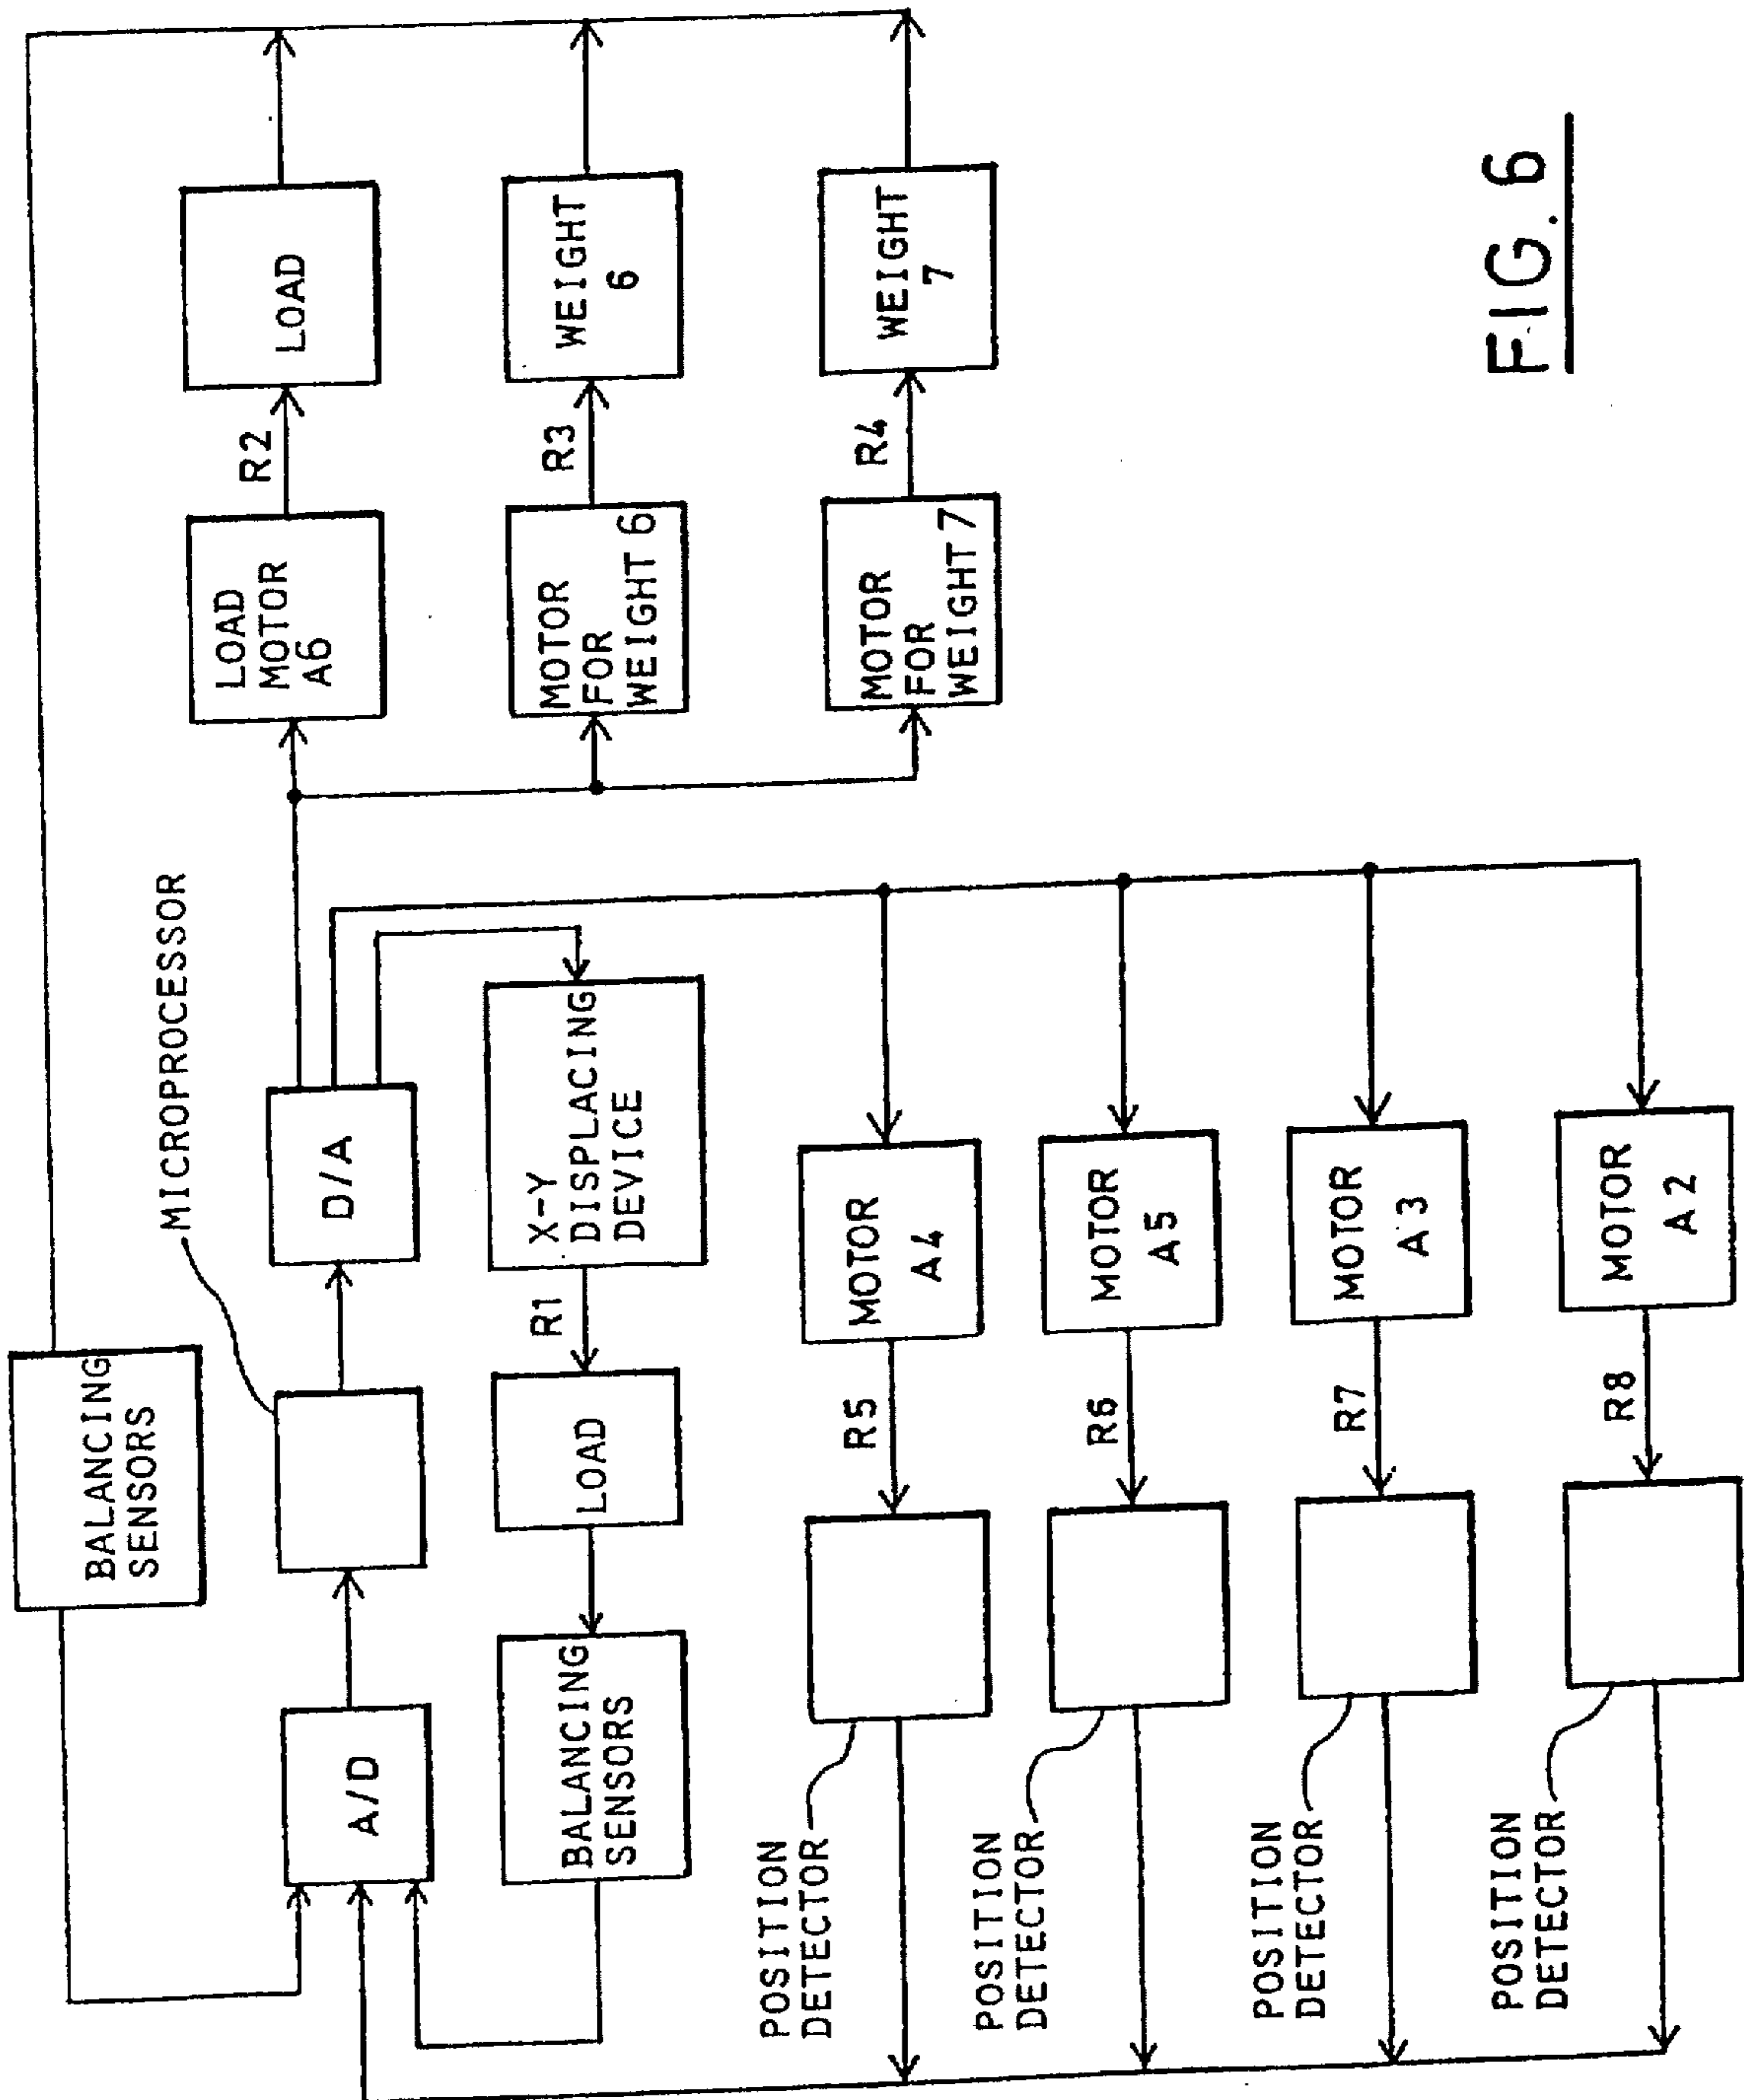 BALANCING
SENSORS
MICROPROCESSOR
A/D
D/A
LOAD
MOTOR
A6
R2
LOAD
BALANCING
SENSORS
LOAD
R1
X-Y
DISPLACING
DEVICE
MOTOR
FOR
WEIGHT 6
R3
WEIGHT
6
POSITION
DETECTOR
R5
MOTOR
A4
MOTOR
FOR
WEIGHT 7
R4
WEIGHT
7
POSITION
DETECTOR
R6
MOTOR
A5
POSITION
DETECTOR
R7
MOTOR
A3
POSITION
DETECTOR
R8
MOTOR
A2
FIG. 6